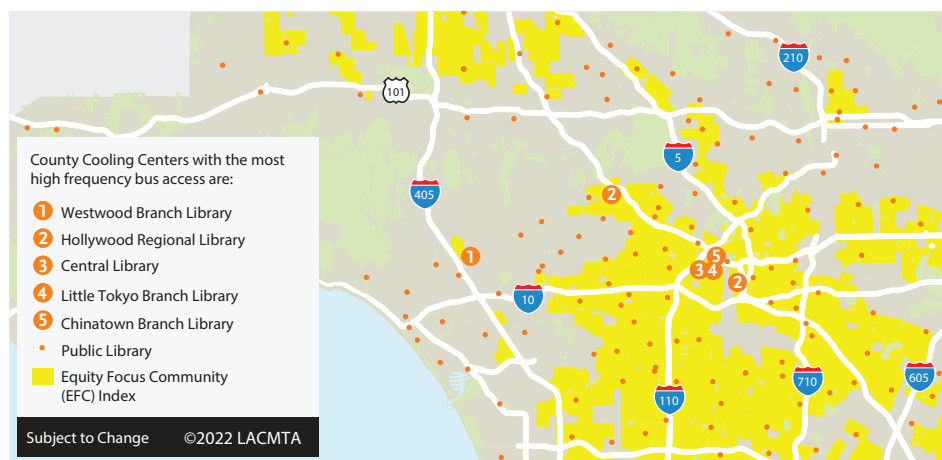 210
101
5
405
2
1
5
3
4
2
10
110
710
605
County Cooling Centers with the most
high frequency bus access are:
1 Westwood Branch Library
2 Hollywood Regional Library
3 Central Library
4 Little Tokyo Branch Library
5 Chinatown Branch Library
Public Library
Equity Focus Community
(EFC) Index
Subject to Change ©2022 LACMTA